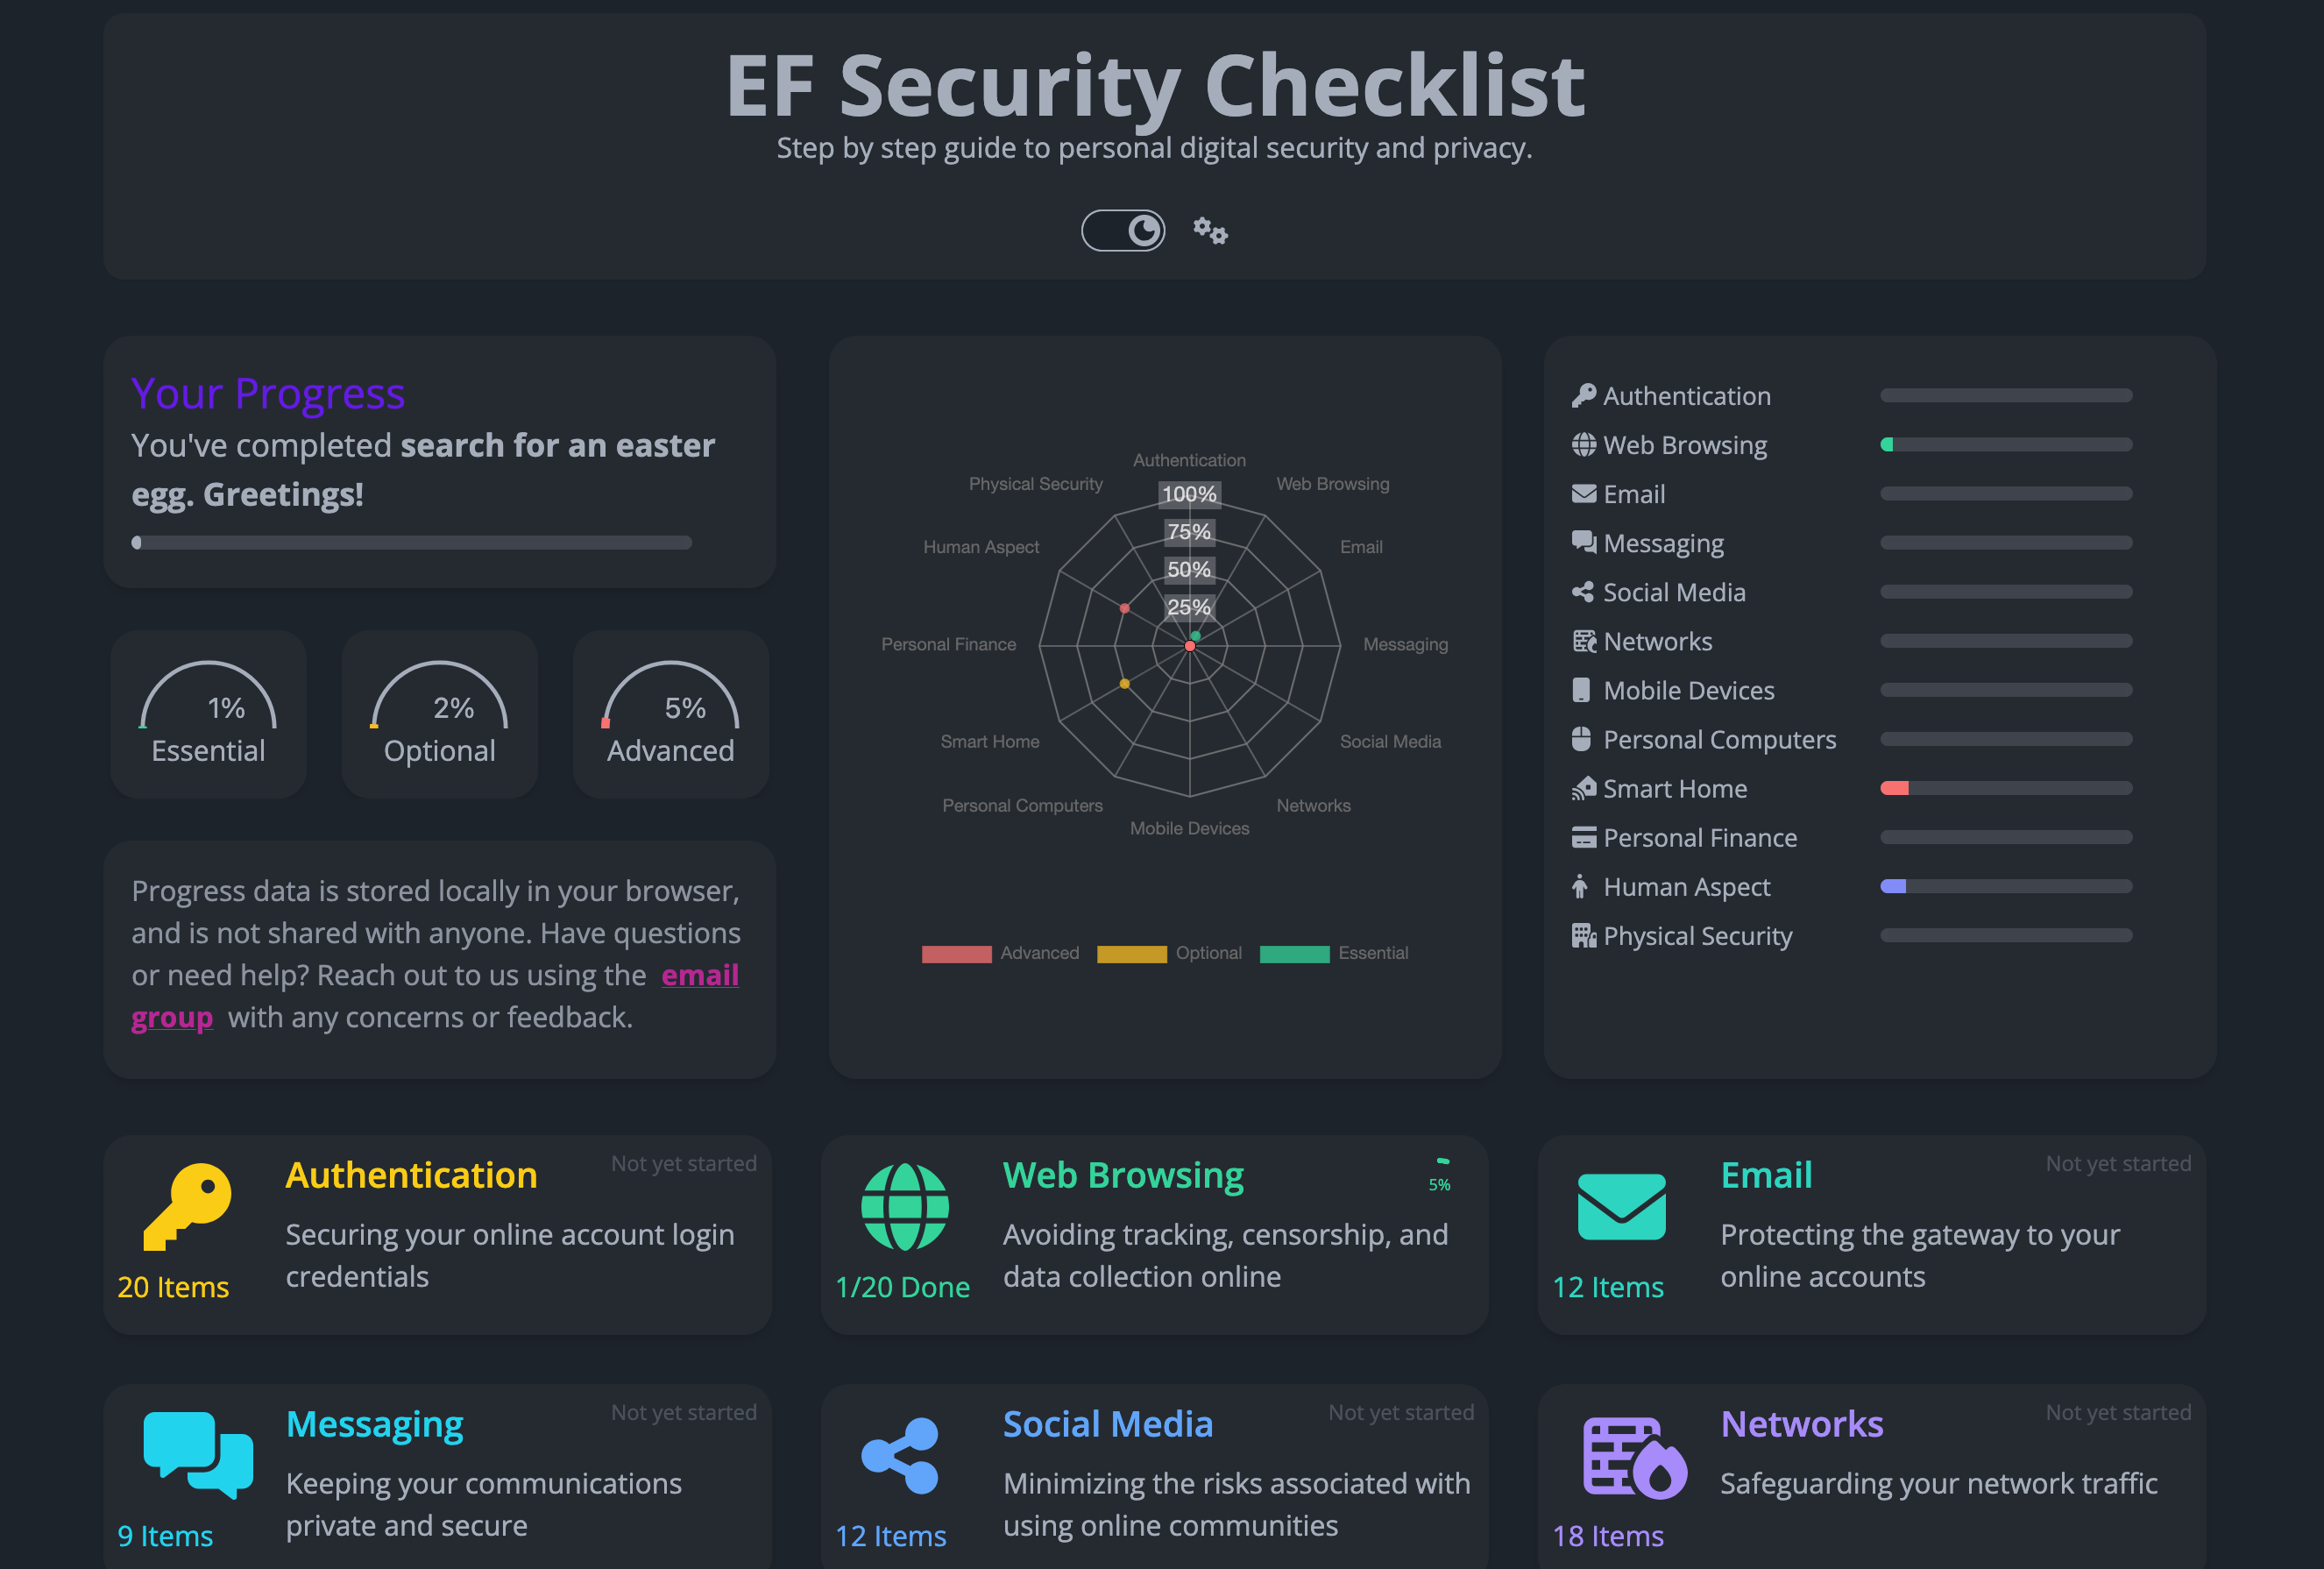 EF Security Checklist
Step by step guide to personal digital security and privacy.
Your Progress
You've completed search for an easter
egg. Greetings!
1%
Essential
2%
Optional
5%
Advanced
Progress data is stored locally in your browser,
and is not shared with anyone. Have questions
or need help? Reach out to us using the email
group with any concerns or feedback.
Authentication
Physical Security
Web Browsing
100%
75%
Human Aspect
Email
50%
25%
Personal Finance
Messaging
Smart Home
Social Media
Personal Computers
Networks
Mobile Devices
Advanced
Optional
Essential
Authentication
Web Browsing
Email
Messaging
Social Media
Networks
Mobile Devices
Personal Computers
Smart Home
Personal Finance
Human Aspect
Physical Security
Authentication
Not yet started
Securing your online account login
credentials
20 Items
Web Browsing
5%
Avoiding tracking, censorship, and
data collection online
1/20 Done
Email
Not yet started
Protecting the gateway to your
online accounts
12 Items
Messaging
Not yet started
Keeping your communications
private and secure
9 Items
Social Media
Not yet started
Minimizing the risks associated with
using online communities
12 Items
Networks
Not yet started
Safeguarding your network traffic
18 Items